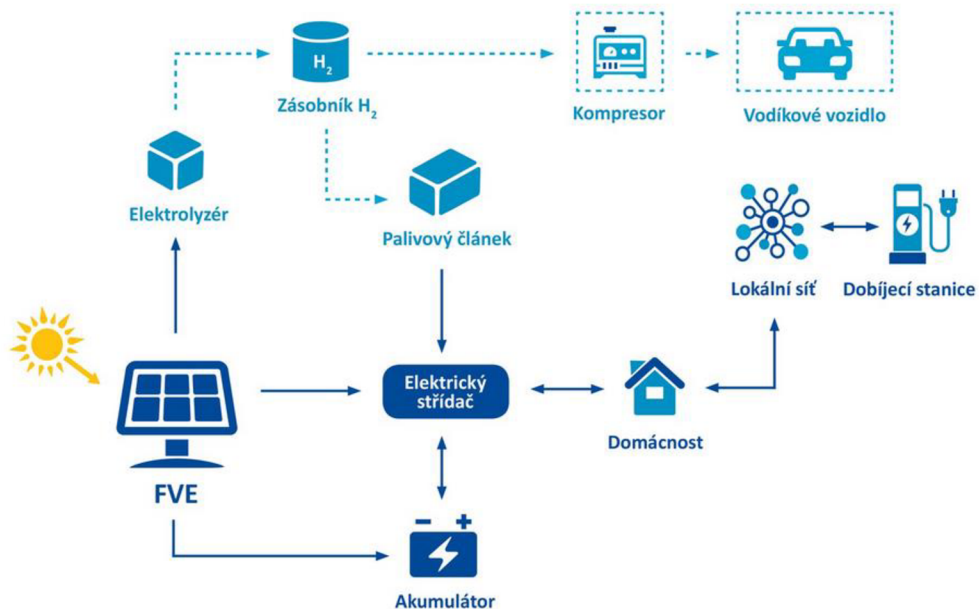 H2
Zásobník H2
Kompresor
Vodíkové vozidlo
Elektrolyzér
Palivový článek
Lokální síť
Dobíjecí stanice
Elektrický
střídač
Domácnost
FVE
- +
Akumulátor